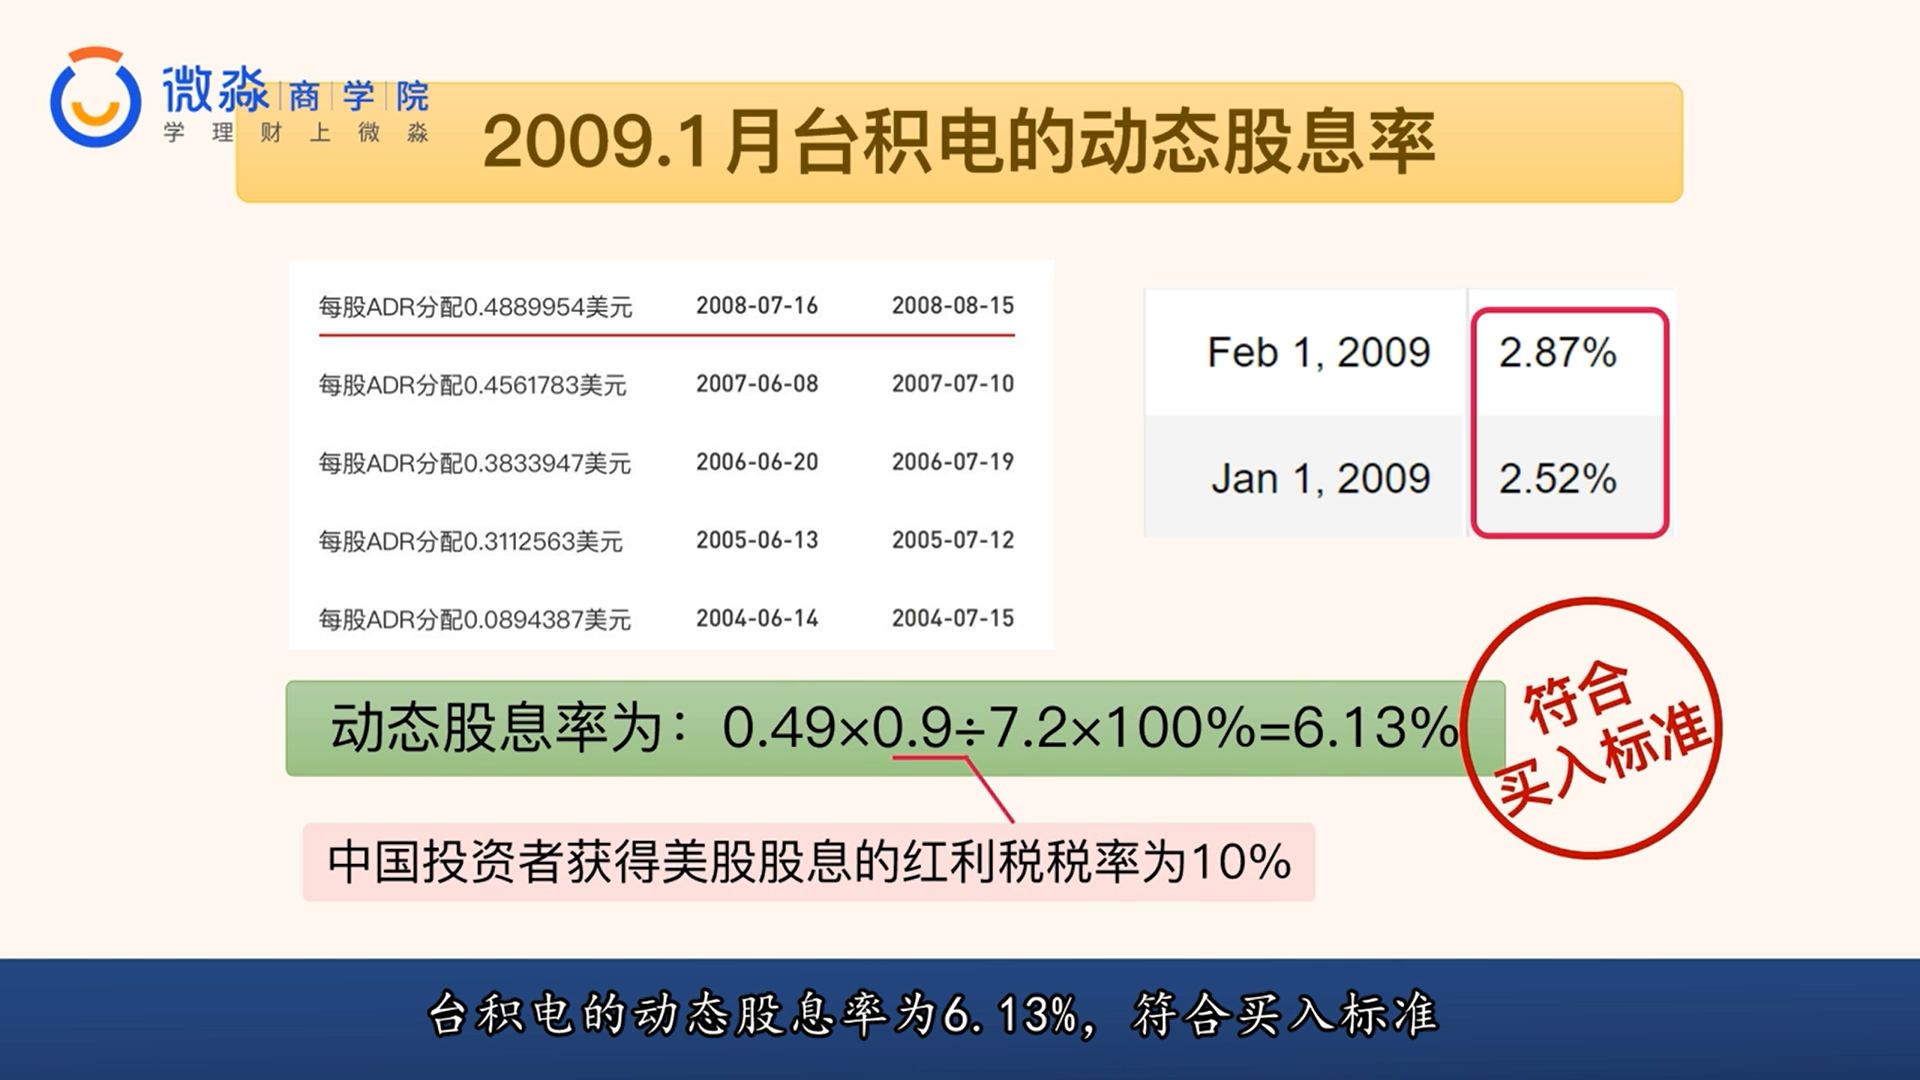 微淼商学院
学理财上微淼
2009.1月台积电的动态股息率
每股ADR分配0.4889954美元 2008-07-16 2008-08-15
每股ADR分配0.4561783美元 2007-06-08 2007-07-10
每股ADR分配0.3833947美元 2006-06-20 2006-07-19
每股ADR分配0.3112563美元 2005-06-13 2005-07-12
每股ADR分配0.0894387美元 2004-06-14 2004-07-15
Feb 1, 2009 2.87%
Jan 1, 2009 2.52%
动态股息率为：0.49×0.9÷7.2×100%=6.13%
符合
买入标准
中国投资者获得美股股息的红利税税率为10%
台积电的动态股息率为6.13%，符合买入标准